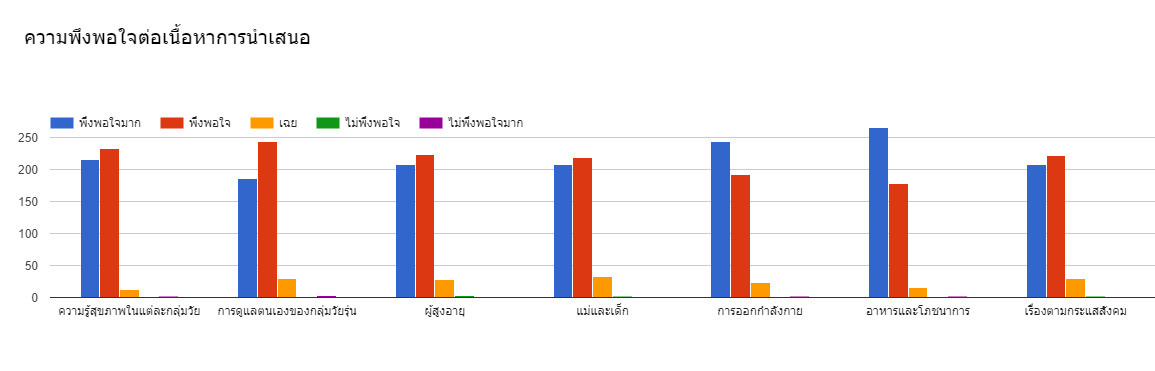 ความพึงพอใจต่อเนื้อหาการนำเสนอ
พึงพอใจมาก พึงพอใจ เฉย ไม่พึงพอใจ ไม่พึงพอใจมาก
250
200
150
100
50
0
ความรู้สุขภาพในแต่ละกลุ่มวัย การดูแลตนเองของกลุ่มวัยรุ่น ผู้สูงอายุ แม่และเด็ก การออกกำลังกาย อาหารและโภชนาการ เรื่องตามกระแสสังคม